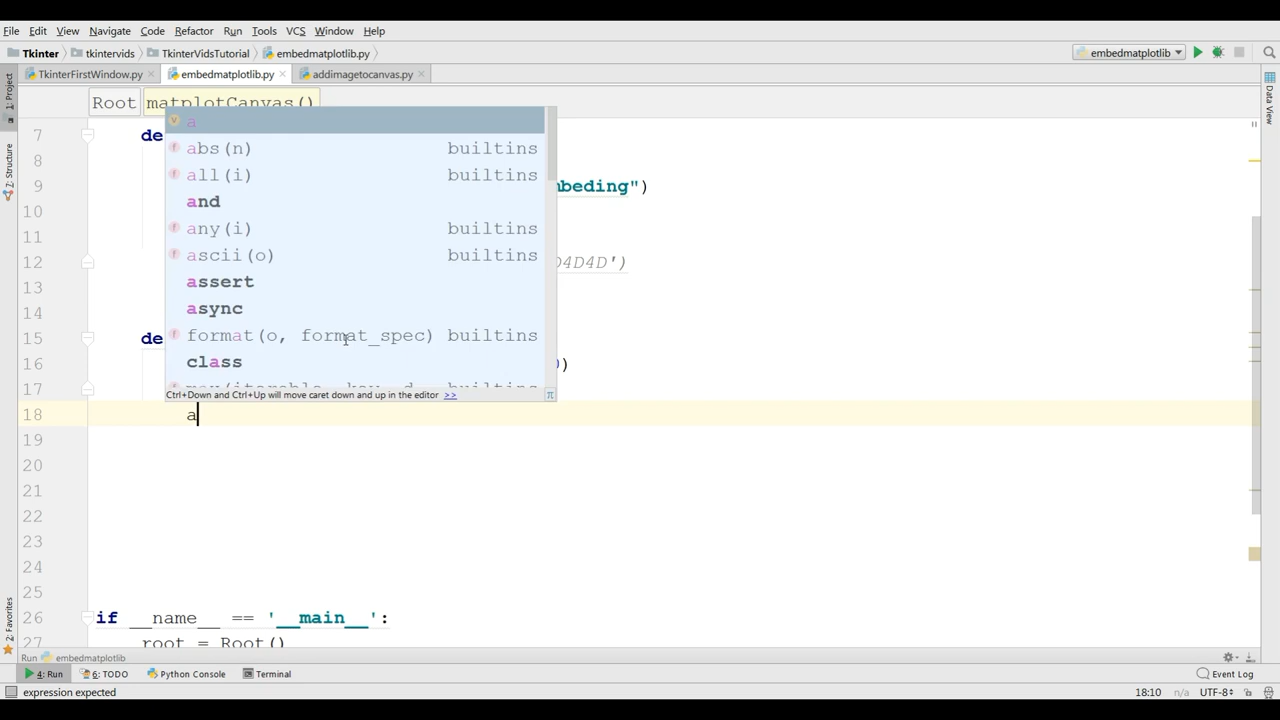 File Edit View Navigate Code Refactor Run Tools VCS Window Help
Tkinter tkintervids TkinterVidsTutorial embedmatplotlib.py embedmatplotlib
TkinterFirstWindow.py embedmatplotlib.py addimagetocanvas.py
1: Project
7: Structure
2: Favorites
Data View
Root matplotCanvas()
7 de
8
9 mbeding")
10
11
12 D4D4D')
13
14
15 de
16 )
17
18 a
19
20
21
22
23
24
25
26 if __name__ == '__main__':
27 root = Root()
a
abs(n) builtins
all(i) builtins
and
any(i) builtins
ascii(o) builtins
assert
async
format(o, format_spec) builtins
class
Ctrl+Down and Ctrl+Up will move caret down and up in the editor >> π
Run embedmatplotlib
4: Run 6: TODO Python Console Terminal Event Log
expression expected 18:10 n/a UTF-8